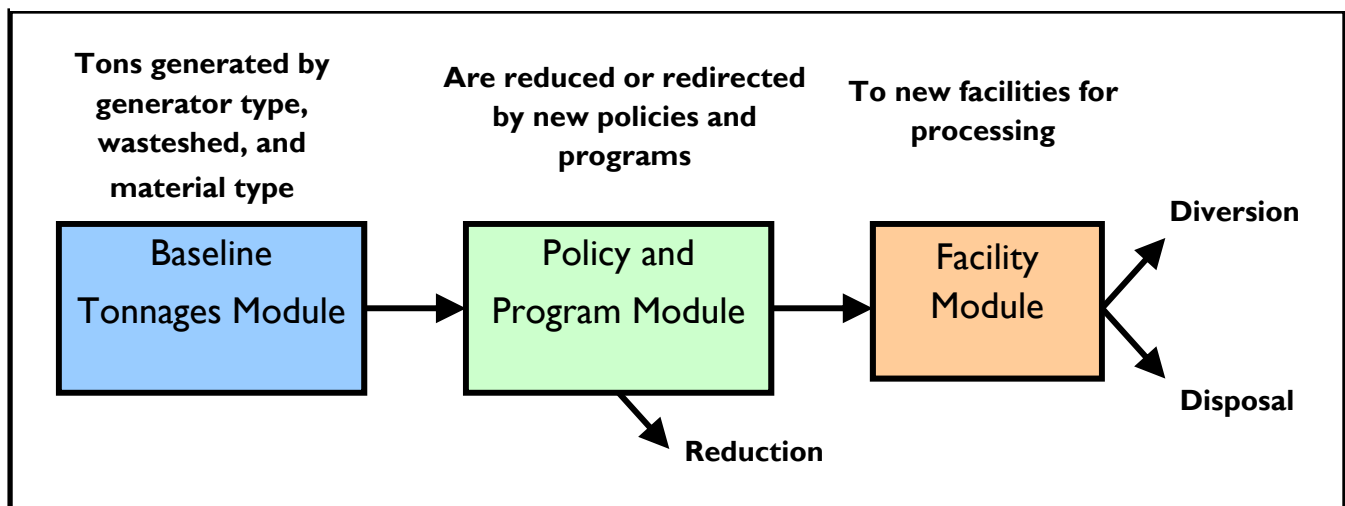 Tons generated by
generator type,
wasteshed, and
material type
Are reduced or redirected
by new policies and
programs
To new facilities for
processing
Baseline
Tonnages Module
Policy and
Program Module
Facility
Module
Diversion
Disposal
Reduction